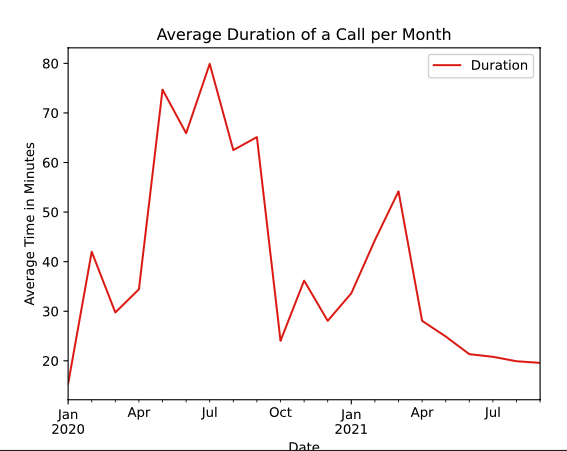 Average Duration of a Call per Month
Duration
Average Time in Minutes
80
70
60
50
40
30
20
Jan Apr Jul Oct Jan Apr Jul
2020 2021
Date